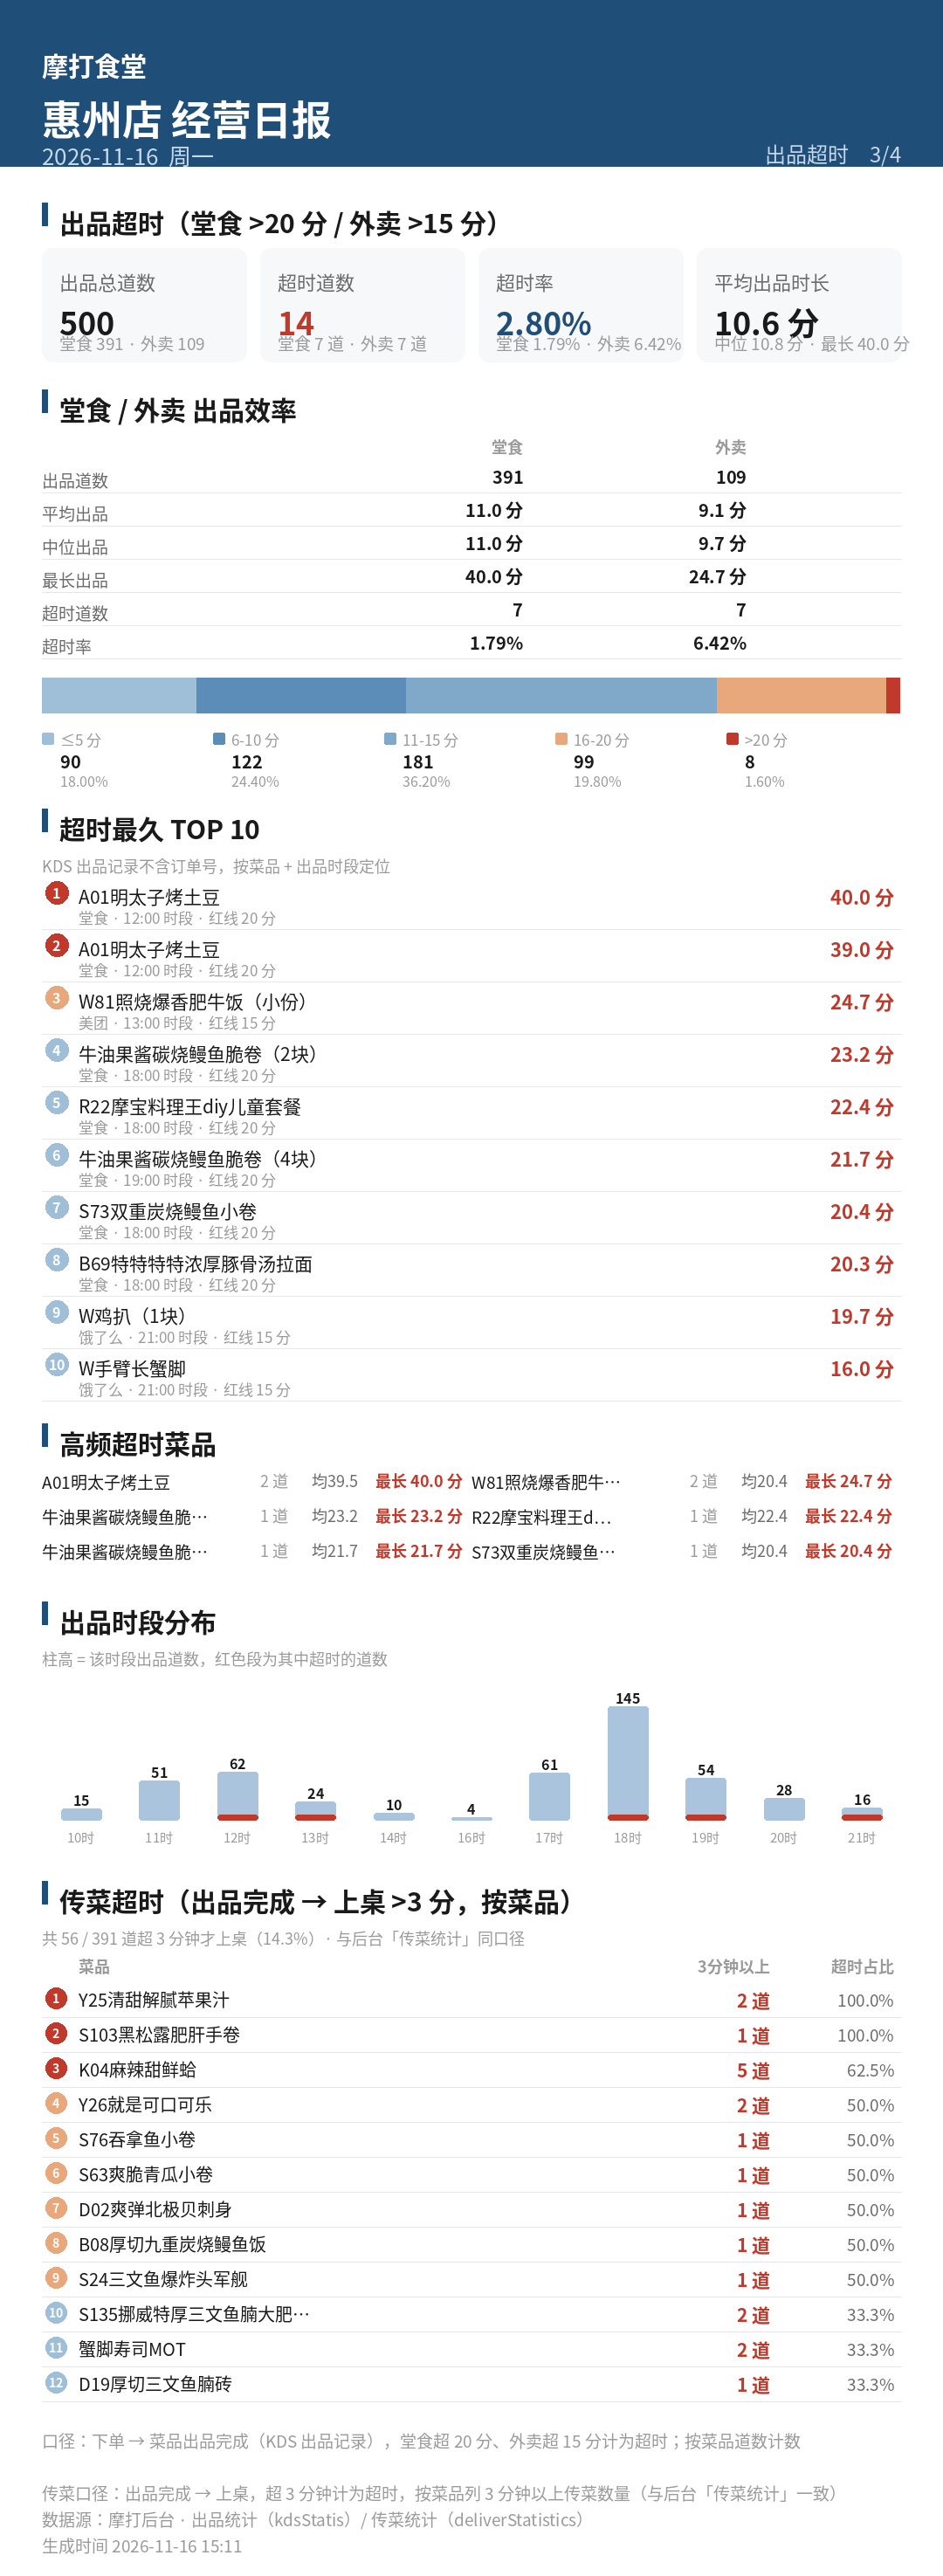 摩打食堂
惠州店 经营日报
2026-11-16 周一
出品超时 3/4
出品超时（堂食 >20 分 / 外卖 >15 分）
出品总道数 超时道数 超时率 平均出品时长
500 14 2.80% 10.6 分
堂食 391 · 外卖 109 堂食 7 道 · 外卖 7 道 堂食 1.79% · 外卖 6.42% 中位 10.8 分 · 最长 40.0 分
堂食 / 外卖 出品效率
堂食 外卖
出品道数 391 109
平均出品 11.0 分 9.1 分
中位出品 11.0 分 9.7 分
最长出品 40.0 分 24.7 分
超时道数 7 7
超时率 1.79% 6.42%
≤5 分 6-10 分 11-15 分 16-20 分 >20 分
90 122 181 99 8
18.00% 24.40% 36.20% 19.80% 1.60%
超时最久 TOP 10
KDS 出品记录不含订单号，按菜品 + 出品时段定位
1 A01明太子烤土豆 40.0 分
堂食 · 12:00 时段 · 红线 20 分
2 A01明太子烤土豆 39.0 分
堂食 · 12:00 时段 · 红线 20 分
3 W81照烧爆香肥牛饭（小份） 24.7 分
美团 · 13:00 时段 · 红线 15 分
4 牛油果酱碳烧鳗鱼脆卷（2块） 23.2 分
堂食 · 18:00 时段 · 红线 20 分
5 R22摩宝料理王diy儿童套餐 22.4 分
堂食 · 18:00 时段 · 红线 20 分
6 牛油果酱碳烧鳗鱼脆卷（4块） 21.7 分
堂食 · 19:00 时段 · 红线 20 分
7 S73双重炭烧鳗鱼小卷 20.4 分
堂食 · 18:00 时段 · 红线 20 分
8 B69特特特特浓厚豚骨汤拉面 20.3 分
堂食 · 18:00 时段 · 红线 20 分
9 W鸡扒（1块） 19.7 分
饿了么 · 21:00 时段 · 红线 15 分
10 W手臂长蟹脚 16.0 分
饿了么 · 21:00 时段 · 红线 15 分
高频超时菜品
A01明太子烤土豆 2 道 均39.5 最长 40.0 分 W81照烧爆香肥牛… 2 道 均20.4 最长 24.7 分
牛油果酱碳烧鳗鱼脆… 1 道 均23.2 最长 23.2 分 R22摩宝料理王d… 1 道 均22.4 最长 22.4 分
牛油果酱碳烧鳗鱼脆… 1 道 均21.7 最长 21.7 分 S73双重炭烧鳗鱼… 1 道 均20.4 最长 20.4 分
出品时段分布
柱高 = 该时段出品道数，红色段为其中超时的道数
15 51 62 24 10 4 61 145 54 28 16
10时 11时 12时 13时 14时 16时 17时 18时 19时 20时 21时
传菜超时（出品完成 → 上桌 >3 分，按菜品）
共 56 / 391 道超 3 分钟才上桌（14.3%）· 与后台「传菜统计」同口径
菜品 3分钟以上 超时占比
1 Y25清甜解腻苹果汁 2 道 100.0%
2 S103黑松露肥肝手卷 1 道 100.0%
3 K04麻辣甜鲜蛤 5 道 62.5%
4 Y26就是可口可乐 2 道 50.0%
5 S76吞拿鱼小卷 1 道 50.0%
6 S63爽脆青瓜小卷 1 道 50.0%
7 D02爽弹北极贝刺身 1 道 50.0%
8 B08厚切九重炭烧鳗鱼饭 1 道 50.0%
9 S24三文鱼爆炸头军舰 1 道 50.0%
10 S135挪威特厚三文鱼腩大肥… 2 道 33.3%
11 蟹脚寿司MOT 2 道 33.3%
12 D19厚切三文鱼腩砖 1 道 33.3%
口径：下单 → 菜品出品完成（KDS 出品记录），堂食超 20 分、外卖超 15 分计为超时；按菜品道数计数
传菜口径：出品完成 → 上桌，超 3 分钟计为超时，按菜品列 3 分钟以上传菜数量（与后台「传菜统计」一致）
数据源：摩打后台 · 出品统计（kdsStatis）/ 传菜统计（deliverStatistics）
生成时间 2026-11-16 15:11